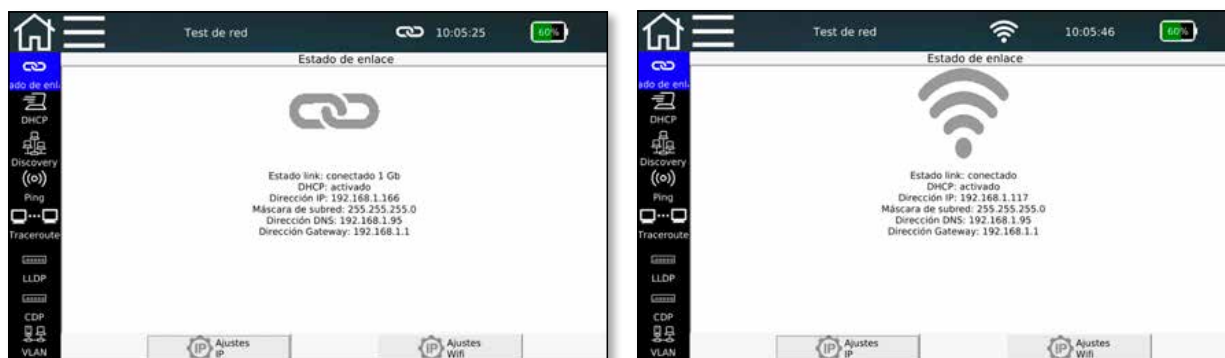 Test de red 10:05:25 60%
Estado de enlace
ado de enl
DHCP
Discovery
Ping
Traceroute
LLDP
CDP
VLAN
Estado link: conectado 1 Gb
DHCP: activado
Dirección IP: 192.168.1.166
Máscara de subred: 255.255.255.0
Dirección DNS: 192.168.1.95
Dirección Gateway: 192.168.1.1
IP Ajustes
IP
IP Ajustes
Wifi
Test de red 10:05:46 60%
Estado de enlace
ado de enl
DHCP
Discovery
Ping
Traceroute
LLDP
CDP
VLAN
Estado link: conectado
DHCP: activado
Dirección IP: 192.168.1.117
Máscara de subred: 255.255.255.0
Dirección DNS: 192.168.1.95
Dirección Gateway: 192.168.1.1
IP Ajustes
IP
IP Ajustes
Wifi